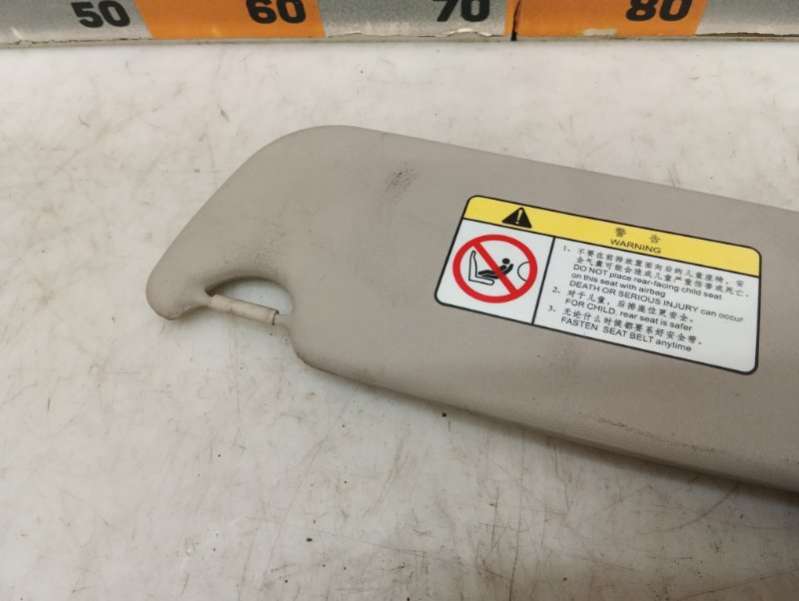 50 60 70 80
警告
WARNING
1、不要在前排放置面向后的儿童座椅，安
全气囊可能会造成儿童严重伤害或死亡。
DO NOT place rear-facing child seat
on this seat with airbag
DEATH OR SERIOUS INJURY can occur
2、对于儿童，后排座位更安全。
FOR CHILD, rear seat is safer
3、无论什么时候都要系好安全带。
FASTEN SEAT BELT anytime